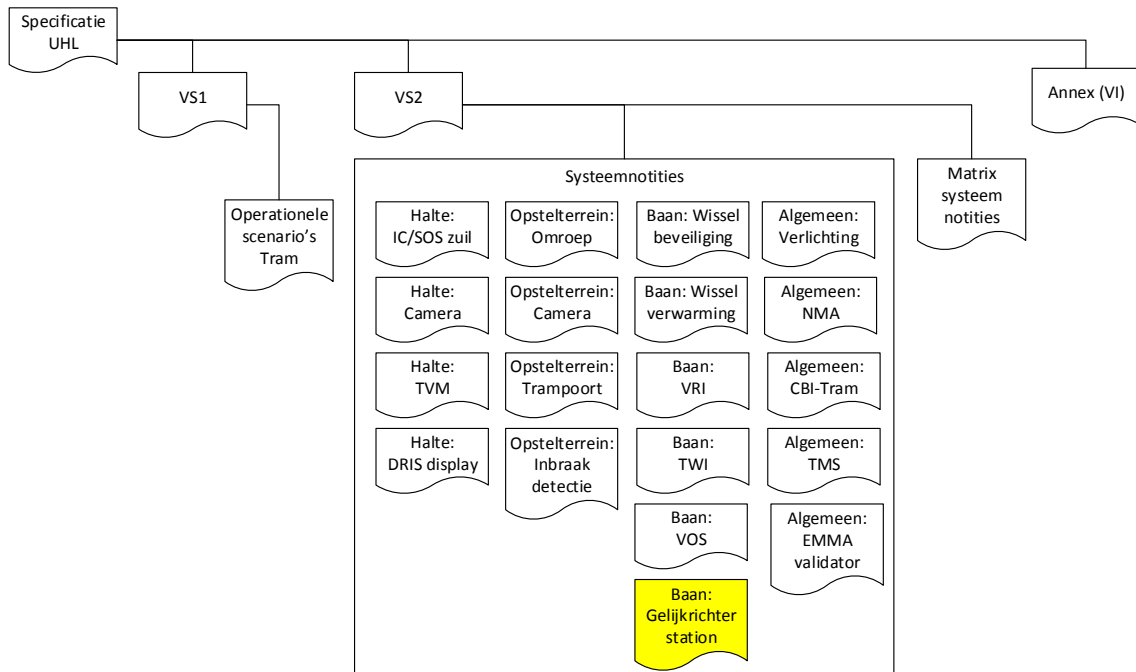 Specificatie
UHL
VS1
VS2
Annex (VI)
Operationele
scenario's
Tram
Systeemnotities
Matrix
systeem
notities
Halte:
IC/SOS zuil
Opstelterrein:
Omroep
Baan: Wissel
beveiliging
Algemeen:
Verlichting
Halte:
Camera
Opstelterrein:
Camera
Baan: Wissel
verwarming
Algemeen:
NMA
Halte:
TVM
Opstelterrein:
Trampoort
Baan:
VRI
Algemeen:
CBI-Tram
Halte:
DRIS display
Opstelterrein:
Inbraak
detectie
Baan:
TWI
Algemeen:
TMS
Baan:
VOS
Algemeen:
EMMA
validator
Baan:
Gelijkrichter
station